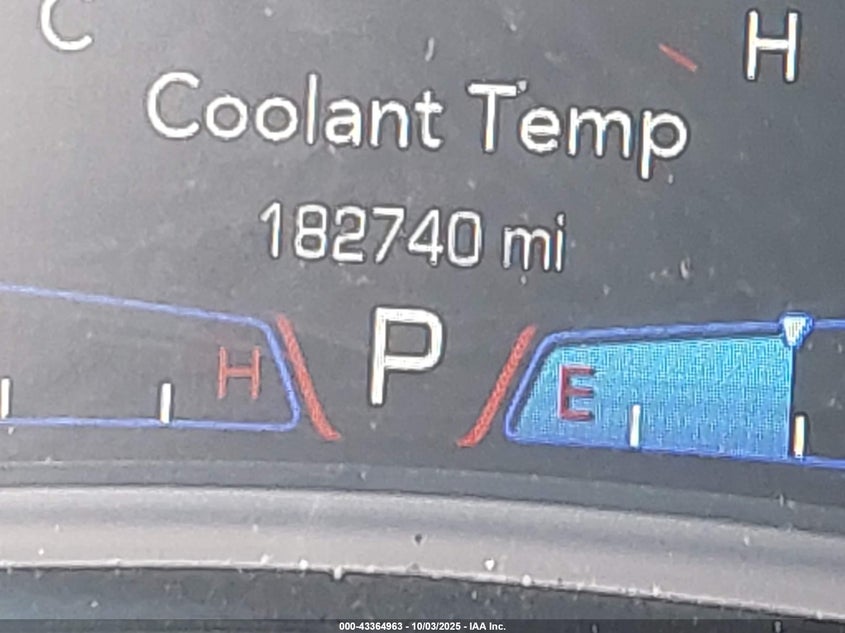 C H
Coolant Temp
182740 mi
H P E
000-43364963 - 10/03/2025 - IAA Inc.